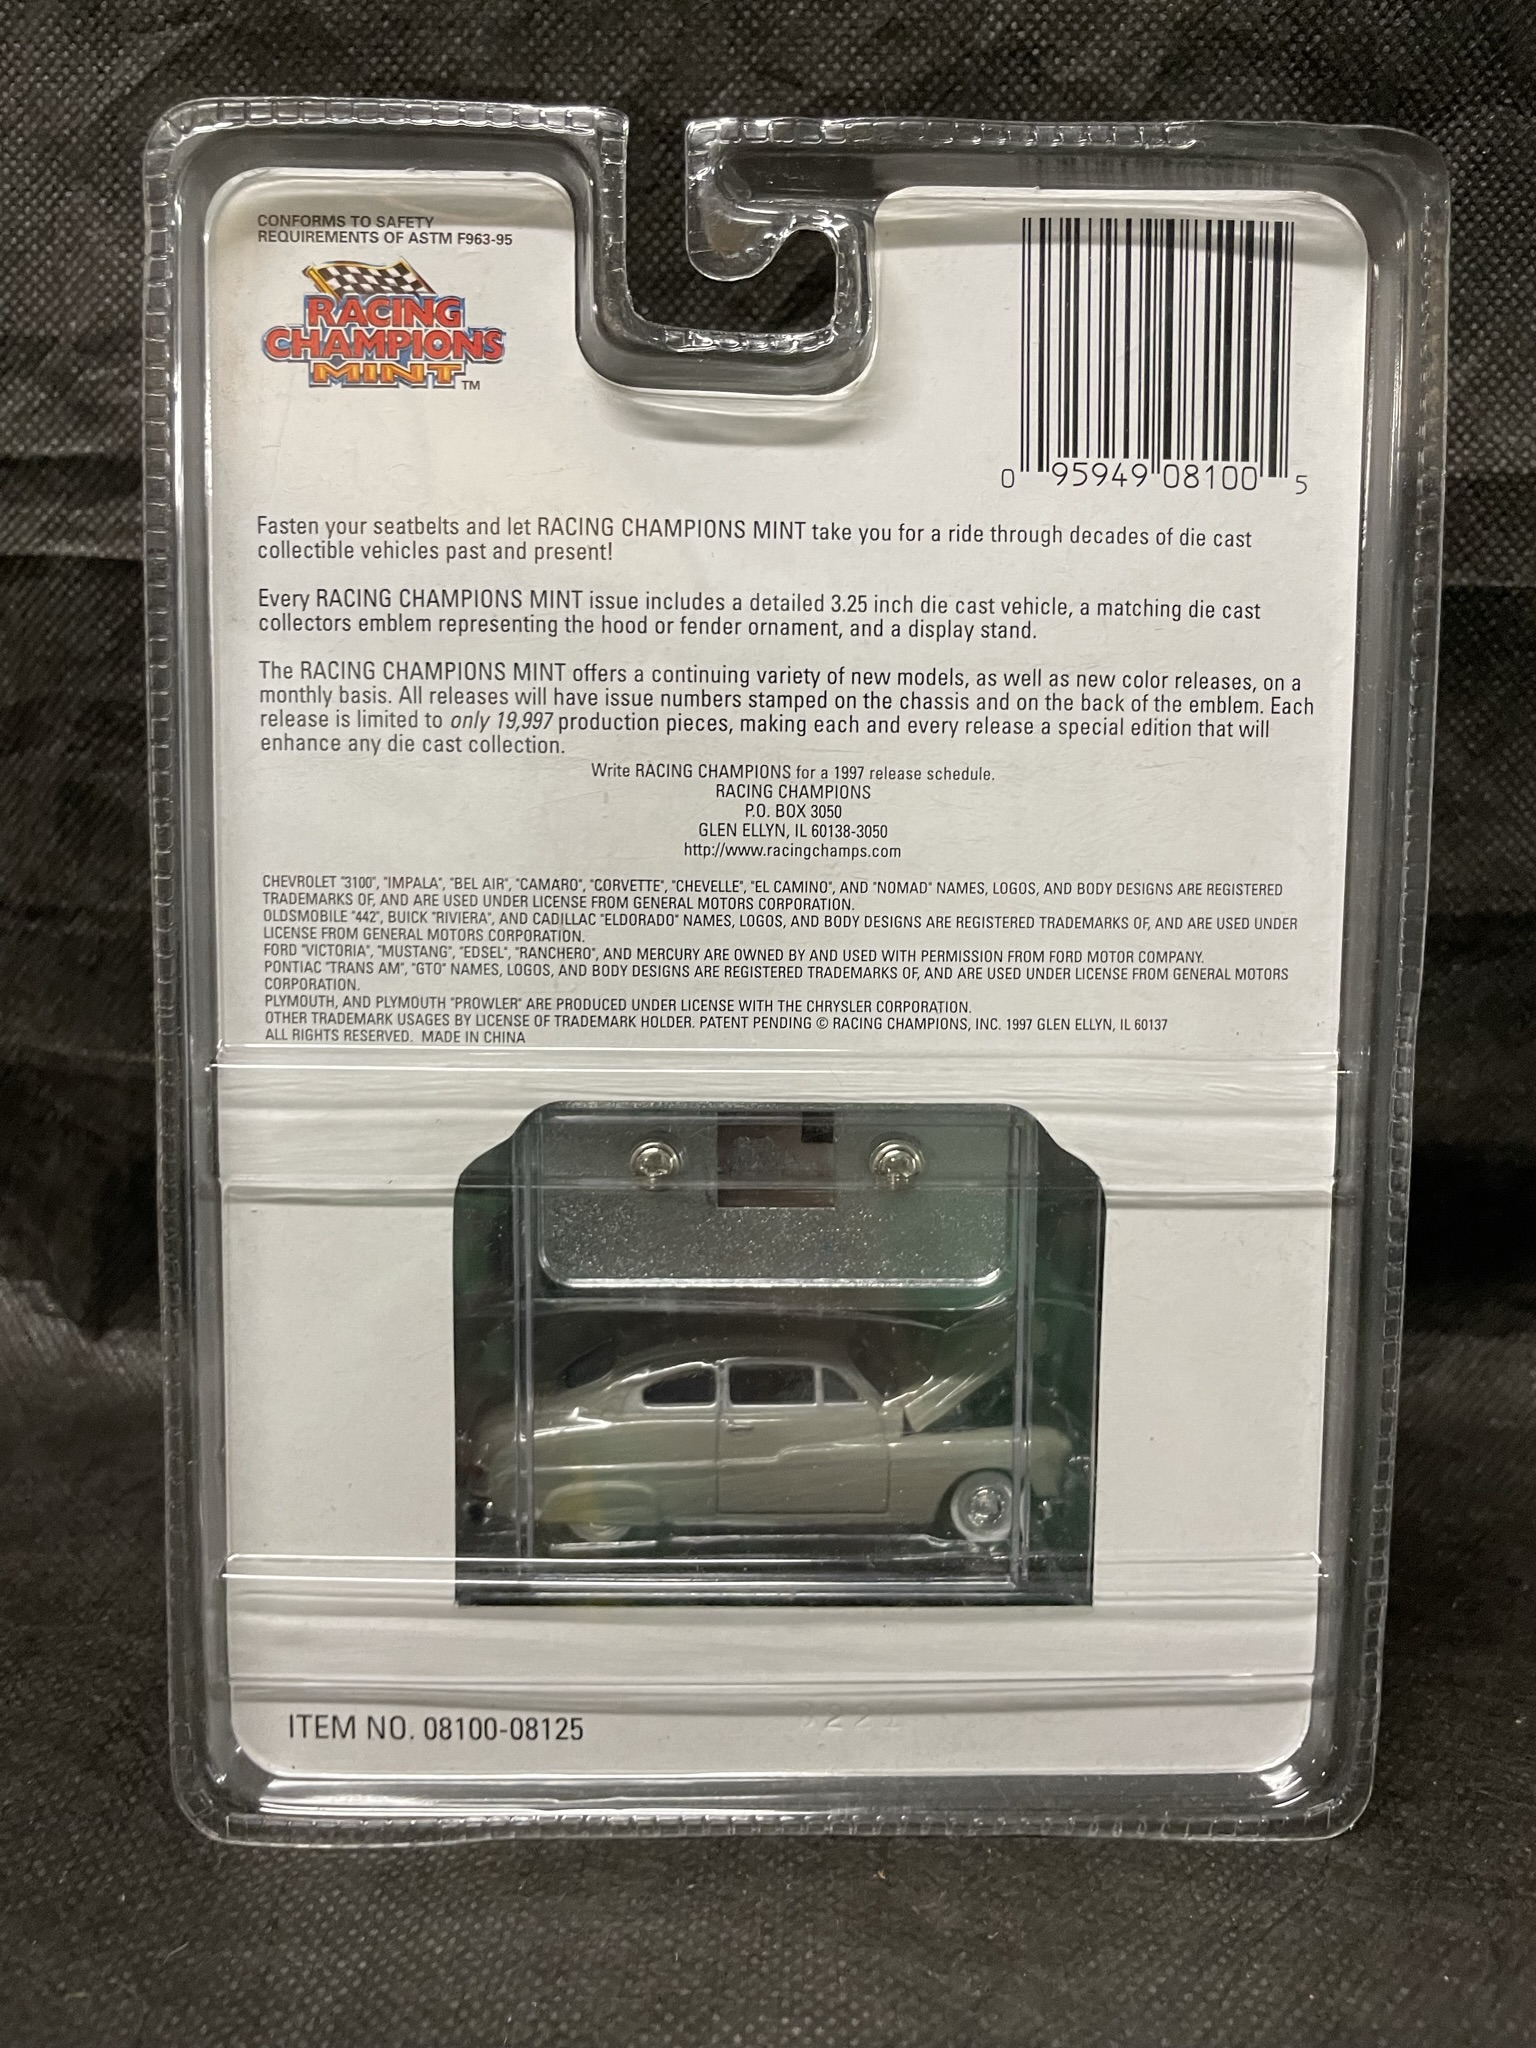 CONFORMS TO SAFETY
REQUIREMENTS OF ASTM F963-95
RACING
CHAMPIONS
MINT™
0 95949 08100 5
Fasten your seatbelts and let RACING CHAMPIONS MINT take you for a ride through decades of die cast
collectible vehicles past and present!
Every RACING CHAMPIONS MINT issue includes a detailed 3.25 inch die cast vehicle, a matching die cast
collectors emblem representing the hood or fender ornament, and a display stand.
The RACING CHAMPIONS MINT offers a continuing variety of new models, as well as new color releases, on a
monthly basis. All releases will have issue numbers stamped on the chassis and on the back of the emblem. Each
release is limited to only 19,997 production pieces, making each and every release a special edition that will
enhance any die cast collection.
Write RACING CHAMPIONS for a 1997 release schedule.
RACING CHAMPIONS
P.O. BOX 3050
GLEN ELLYN, IL 60138-3050
http://www.racingchamps.com
CHEVROLET "3100", "IMPALA", "BEL AIR", "CAMARO", "CORVETTE", "CHEVELLE", "EL CAMINO", AND "NOMAD" NAMES, LOGOS, AND BODY DESIGNS ARE REGISTERED
TRADEMARKS OF, AND ARE USED UNDER LICENSE FROM GENERAL MOTORS CORPORATION.
OLDSMOBILE "442", BUICK "RIVIERA", AND CADILLAC "ELDORADO" NAMES, LOGOS, AND BODY DESIGNS ARE REGISTERED TRADEMARKS OF, AND ARE USED UNDER
LICENSE FROM GENERAL MOTORS CORPORATION.
FORD "VICTORIA", "MUSTANG", "EDSEL", "RANCHERO", AND MERCURY ARE OWNED BY AND USED WITH PERMISSION FROM FORD MOTOR COMPANY.
PONTIAC "TRANS AM", "GTO" NAMES, LOGOS, AND BODY DESIGNS ARE REGISTERED TRADEMARKS OF, AND ARE USED UNDER LICENSE FROM GENERAL MOTORS
CORPORATION.
PLYMOUTH, AND PLYMOUTH "PROWLER" ARE PRODUCED UNDER LICENSE WITH THE CHRYSLER CORPORATION.
OTHER TRADEMARK USAGES BY LICENSE OF TRADEMARK HOLDER. PATENT PENDING © RACING CHAMPIONS, INC. 1997 GLEN ELLYN, IL 60137
ALL RIGHTS RESERVED. MADE IN CHINA
ITEM NO. 08100-08125